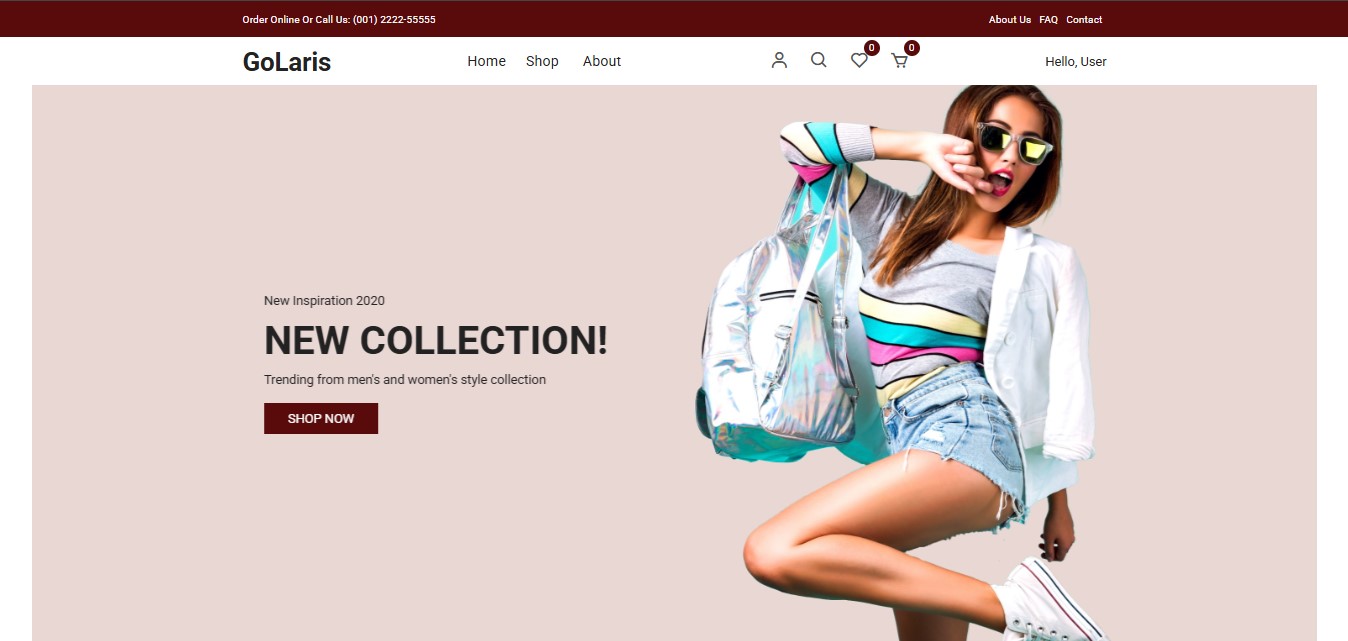 Order Online Or Call Us: (001) 2222-55555
About Us FAQ Contact
GoLaris
Home Shop About
0 0
Hello, User
New Inspiration 2020
NEW COLLECTION!
Trending from men's and women's style collection
SHOP NOW